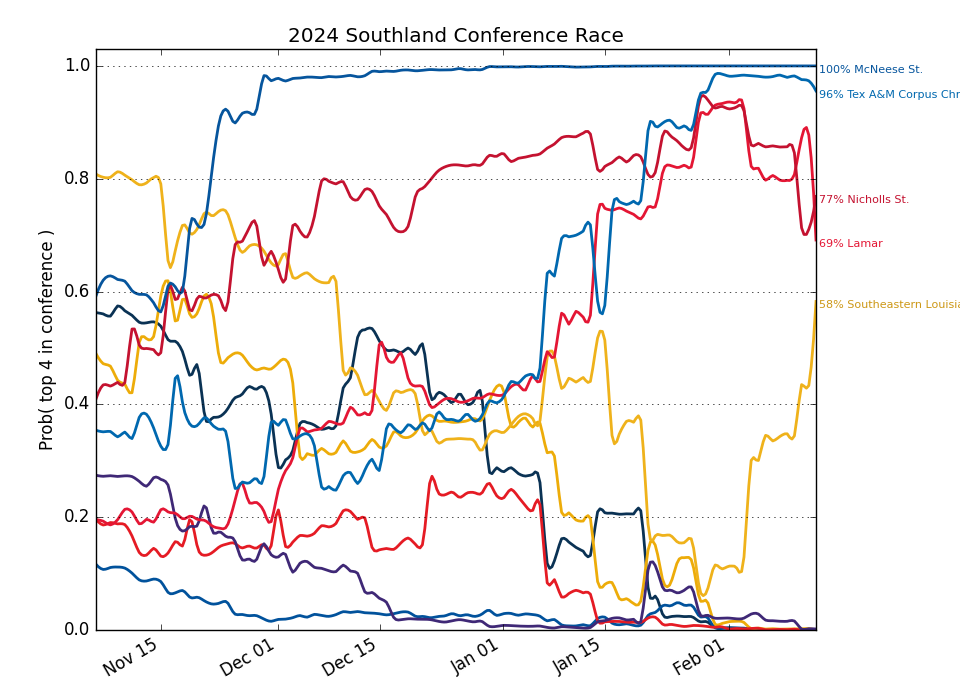 2024 Southland Conference Race
Prob( top 4 in conference )
1.0
0.8
0.6
0.4
0.2
0.0
Nov 15
Dec 01
Dec 15
Jan 01
Jan 15
Feb 01
100% McNeese St.
96% Tex A&M Corpus Chr
77% Nicholls St.
69% Lamar
58% Southeastern Louisia